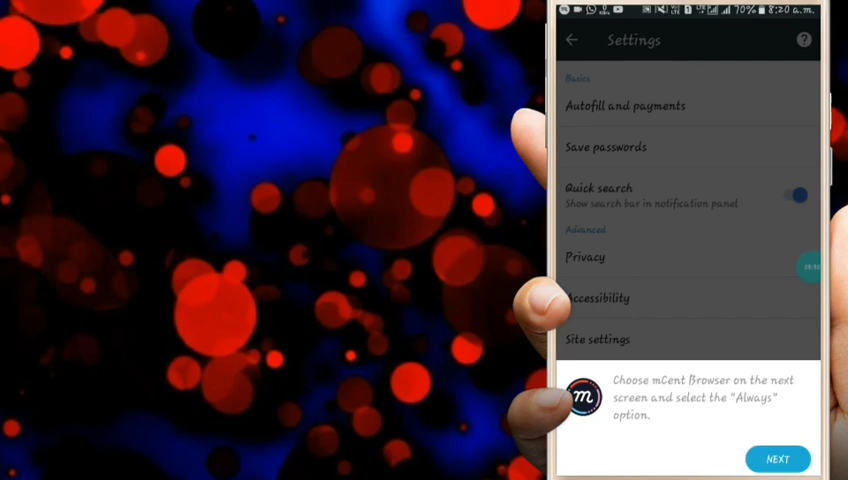 70% 8:20 a.m.
Settings
?
Basics
Autofill and payments
Save passwords
Quick search
Show search bar in notification panel
Advanced
Privacy
Accessibility
Site settings
m
Choose mCent Browser on the next
screen and select the "Always"
option.
NEXT